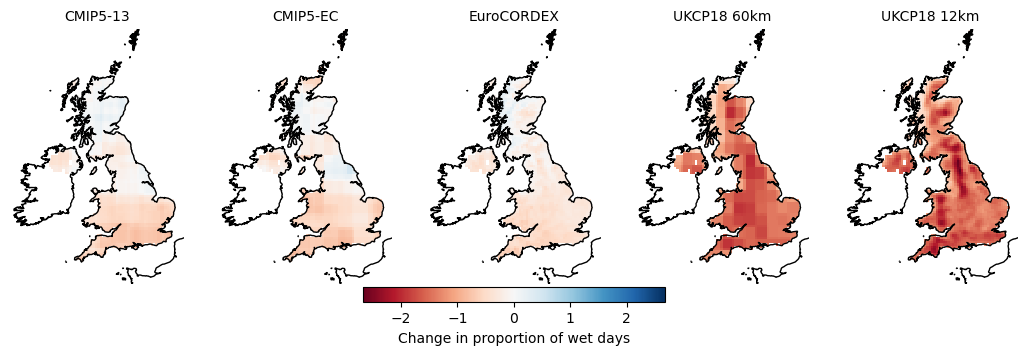 CMIP5-13 CMIP5-EC EuroCORDEX UKCP18 60km UKCP18 12km
−2 −1 0 1 2
Change in proportion of wet days